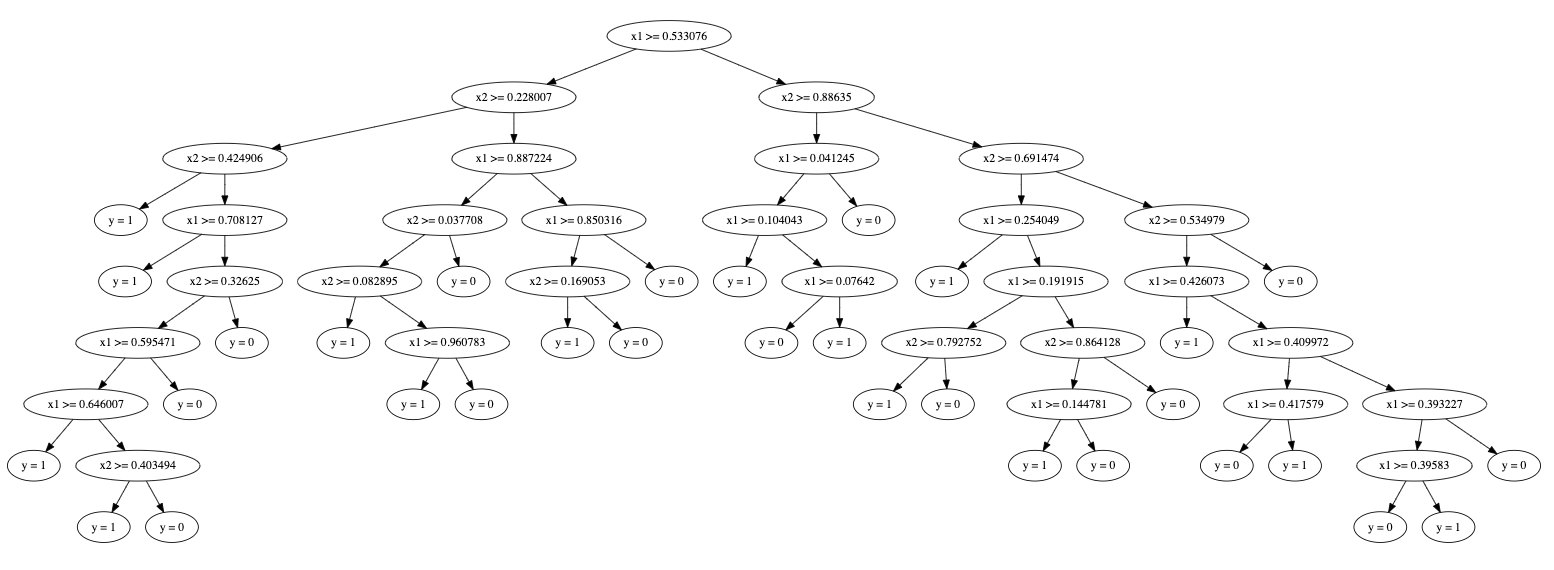 x1 >= 0.533076
x2 >= 0.228007
x2 >= 0.88635
x2 >= 0.424906
x1 >= 0.887224
x1 >= 0.041245
x2 >= 0.691474
y = 1
x1 >= 0.708127
x2 >= 0.037708
x1 >= 0.850316
x1 >= 0.104043
y = 0
x1 >= 0.254049
x2 >= 0.534979
y = 1
x2 >= 0.32625
x2 >= 0.082895
y = 0
x2 >= 0.169053
y = 0
y = 1
x1 >= 0.07642
y = 1
x1 >= 0.191915
x1 >= 0.426073
y = 0
x1 >= 0.595471
y = 0
y = 1
x1 >= 0.960783
y = 1
y = 0
y = 0
y = 1
x2 >= 0.792752
x2 >= 0.864128
y = 1
x1 >= 0.409972
x1 >= 0.646007
y = 0
y = 1
y = 0
y = 1
y = 0
x1 >= 0.144781
y = 0
x1 >= 0.417579
x1 >= 0.393227
y = 1
x2 >= 0.403494
y = 1
y = 0
y = 0
y = 1
x1 >= 0.39583
y = 0
y = 1
y = 0
y = 0
y = 1